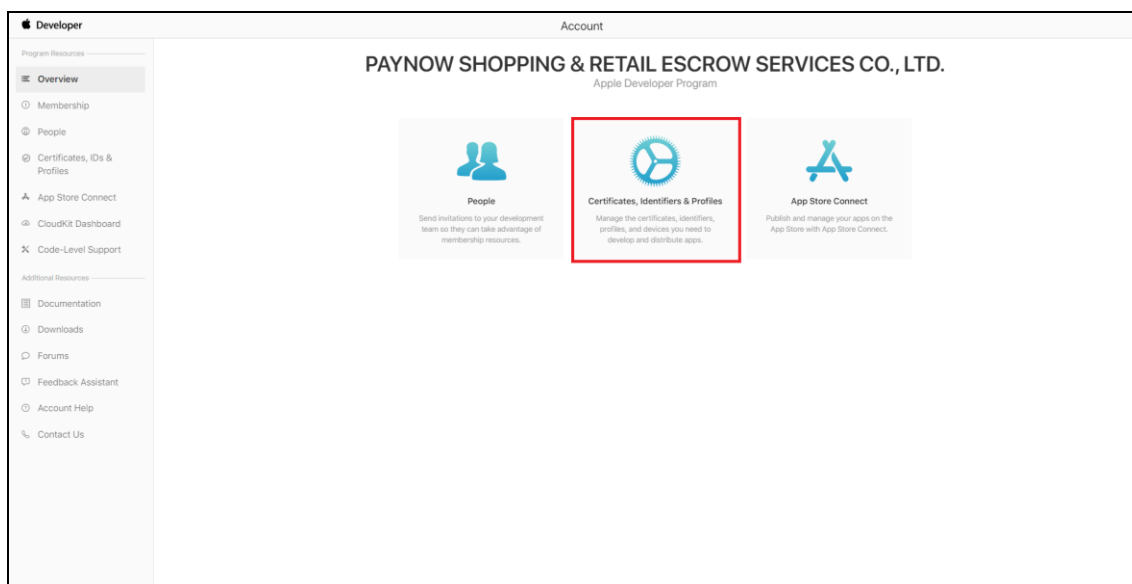 Developer
Account
Program Resources
Overview
Membership
People
Certificates, IDs &
Profiles
App Store Connect
CloudKit Dashboard
Code-Level Support
Additional Resources
Documentation
Downloads
Forums
Feedback Assistant
Account Help
Contact Us
PAYNOW SHOPPING & RETAIL ESCROW SERVICES CO., LTD.
Apple Developer Program
People
Send invitations to your development
team so they can take advantage of
membership resources.
Certificates, Identifiers & Profiles
Manage the certificates, identifiers,
profiles, and devices you need to
develop and distribute apps.
App Store Connect
Publish and manage your apps on the
App Store with App Store Connect.